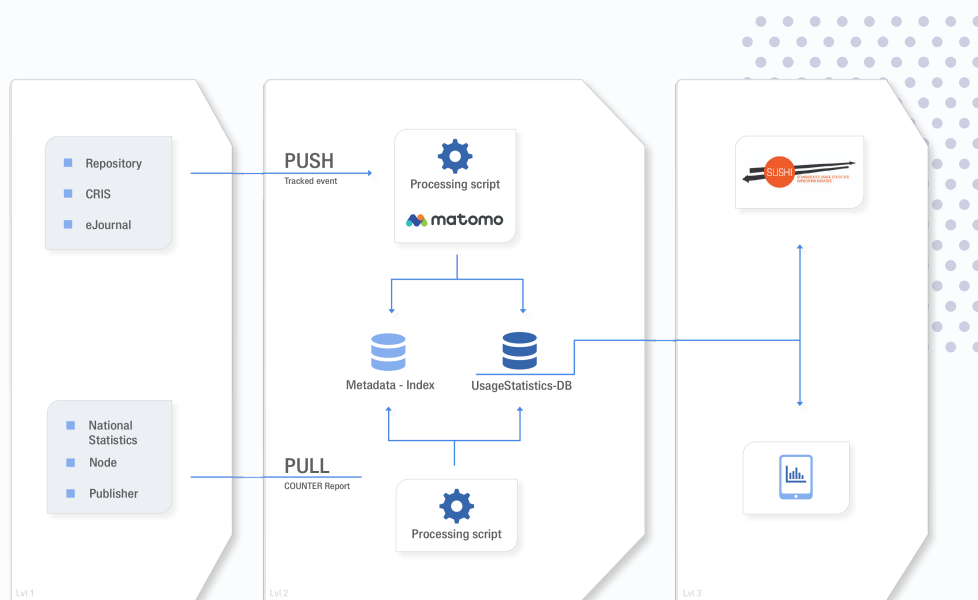 Repository
CRIS
eJournal
National
Statistics
Node
Publisher
Lvl 1
PUSH
Tracked event
Processing script
matomo
Metadata - Index
UsageStatistics-DB
PULL
COUNTER Report
Processing script
Lvl 2
SUSHI
Lvl 3